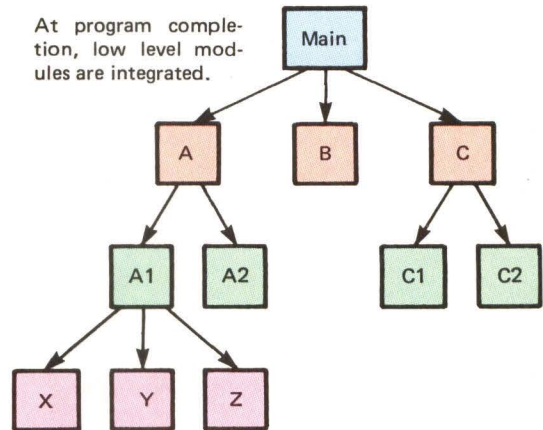 At program comple-
tion, low level mod-
ules are integrated.
Main
A
B
C
A1
A2
C1
C2
X
Y
Z